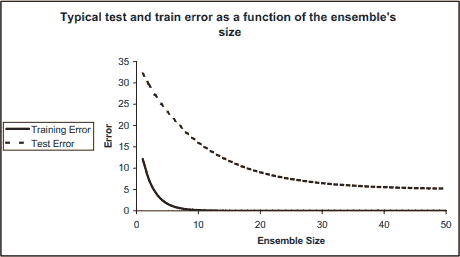 Typical test and train error as a function of the ensemble's
size
35
30
25
20
15
10
5
0
Error
Training Error
Test Error
0 10 20 30 40 50
Ensemble Size